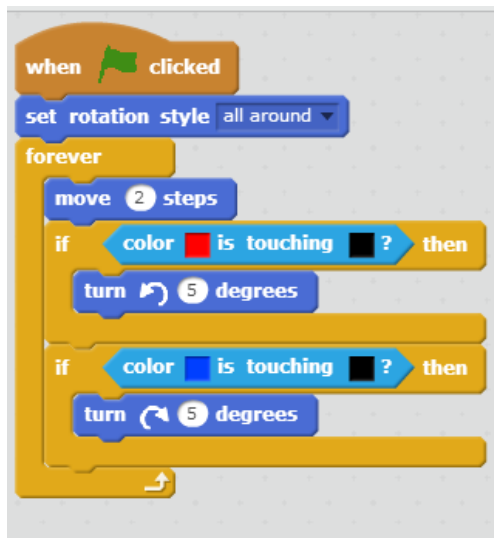 when clicked
set rotation style all around
forever
move 2 steps
if color is touching ? then
turn 5 degrees
if color is touching ? then
turn 5 degrees